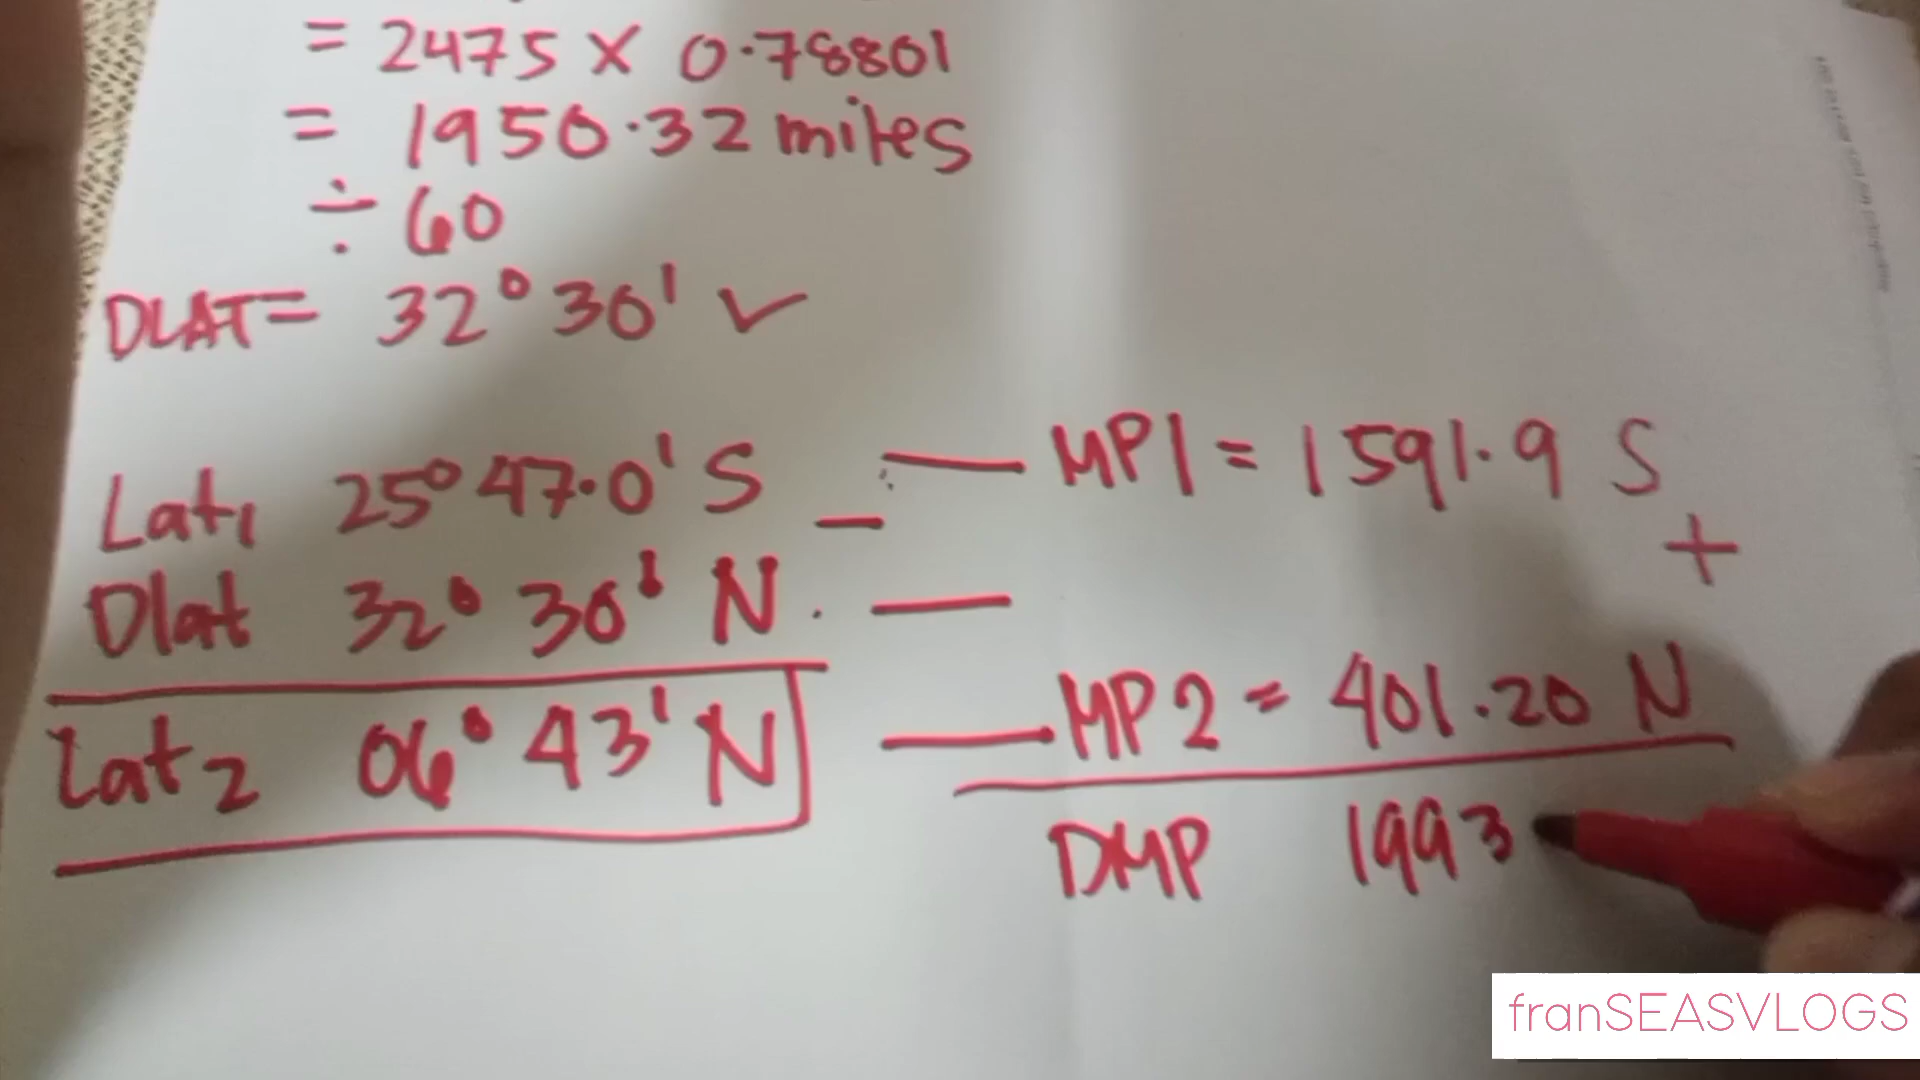 = 2475 × 0.78801
= 1950.32 miles
÷ 60
DLAT = 32° 30' ✓
Lat1 25° 47.0' S — MP1 = 1591.9 S
— +
Dlat 32° 30' N. —
Lat2 06° 43' N — MP2 = 401.20 N
DMP 1993
franSEASVLOGS